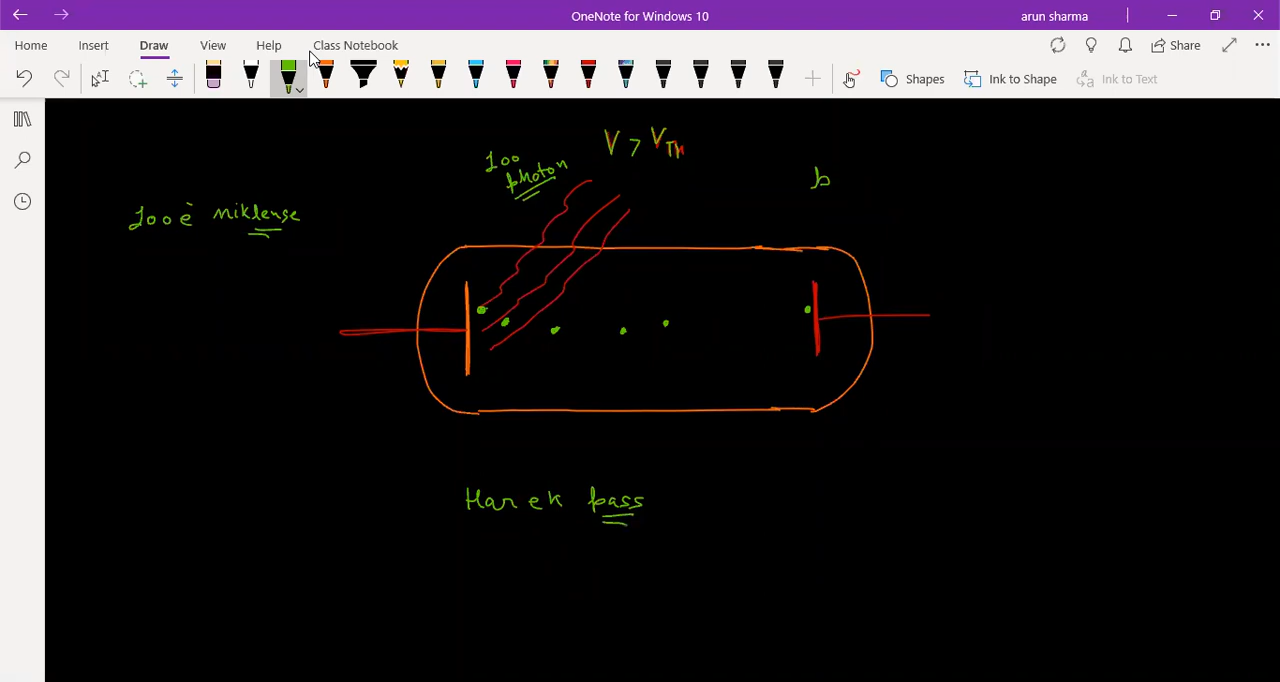 OneNote for Windows 10
arun sharma
Home Insert Draw View Help Class Notebook
Share
Shapes Ink to Shape Ink to Text
V > VTh
100
photon
b
100 e niklense
Har ek pass